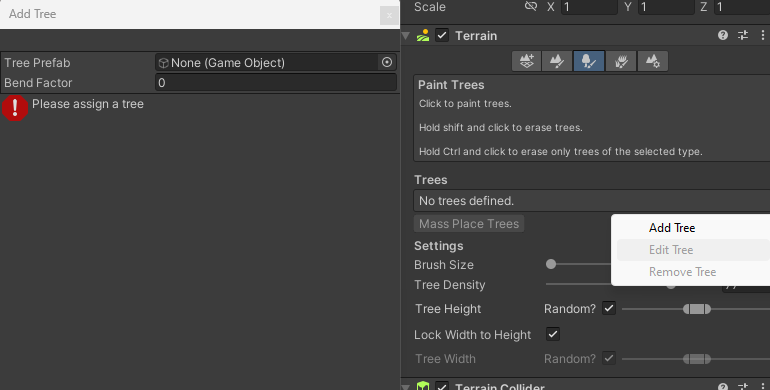 Add Tree
x
Tree Prefab
None (Game Object)
Bend Factor
0
Please assign a tree
Scale
X 1 Y 1 Z 1
Terrain
Paint Trees
Click to paint trees.
Hold shift and click to erase trees.
Hold Ctrl and click to erase only trees of the selected type.
Trees
No trees defined.
Mass Place Trees
Add Tree
Edit Tree
Remove Tree
Settings
Brush Size
Tree Density
Tree Height Random?
Lock Width to Height
Tree Width Random?
Terrain Collider